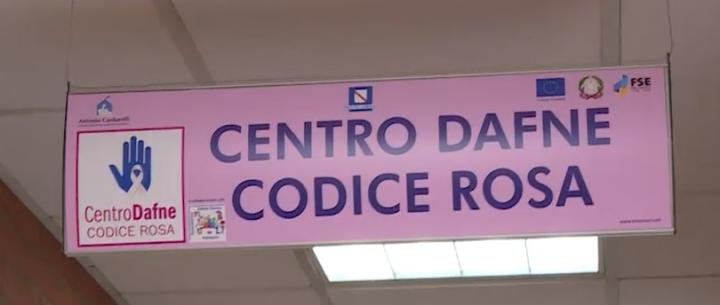 Antonio Cardarelli
FSE
CENTRO DAFNE
CODICE ROSA
CentroDafne
CODICE ROSA